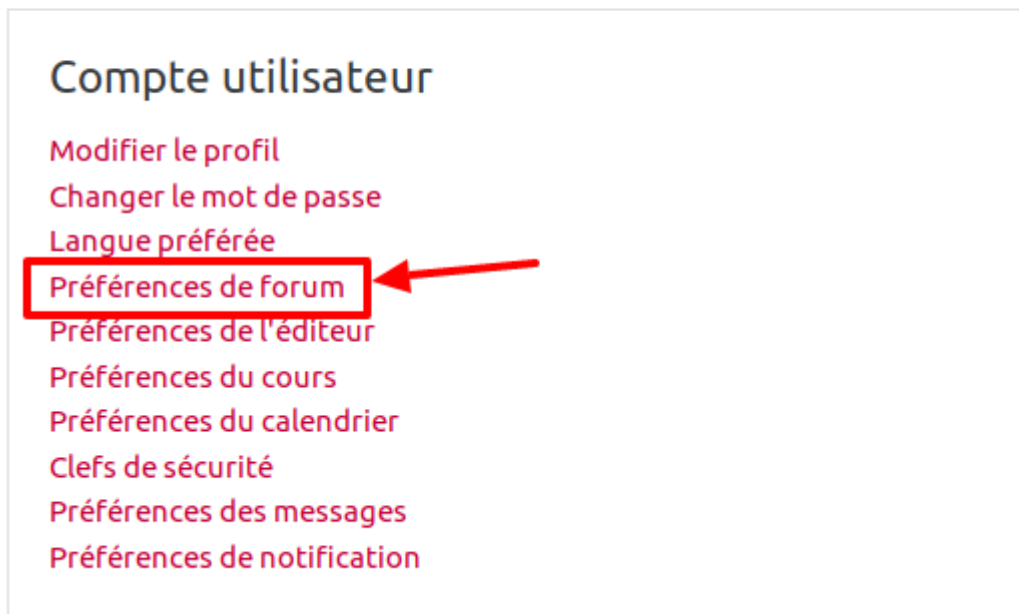 Compte utilisateur
Modifier le profil
Changer le mot de passe
Langue préférée
Préférences de forum
Préférences de l'éditeur
Préférences du cours
Préférences du calendrier
Clefs de sécurité
Préférences des messages
Préférences de notification